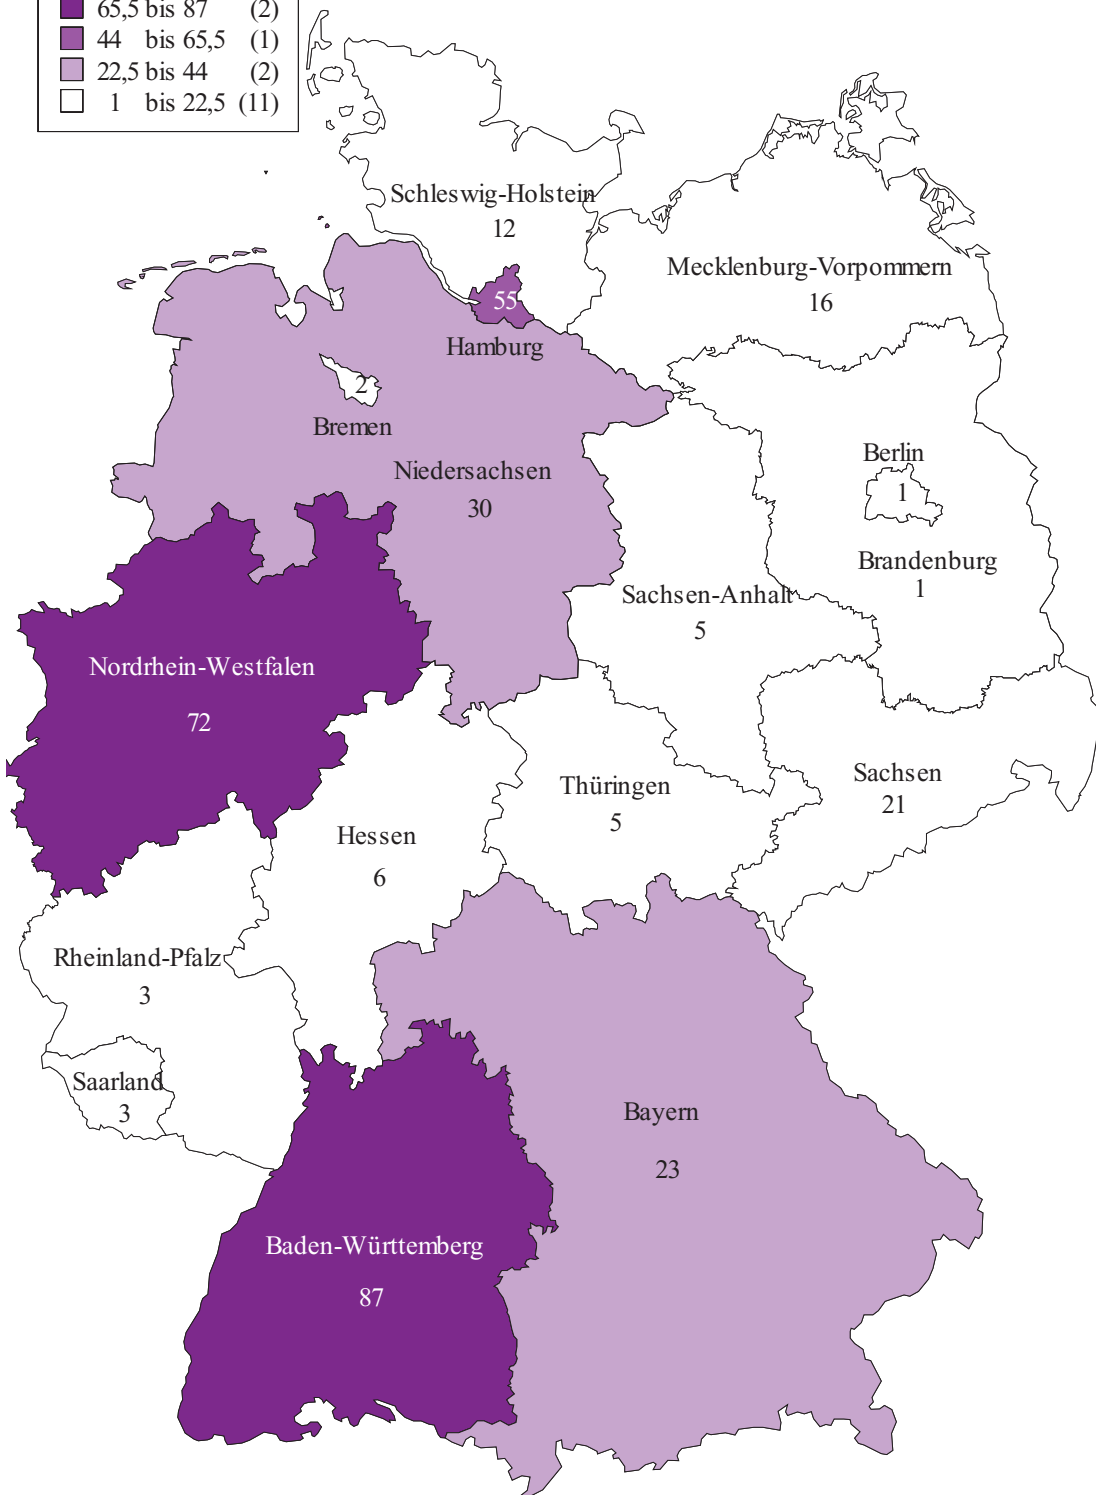 65,5 bis 87 (2)
44 bis 65,5 (1)
22,5 bis 44 (2)
1 bis 22,5 (11)
Schleswig-Holstein
12
Mecklenburg-Vorpommern
16
55
Hamburg
2
Bremen
Niedersachsen
30
Berlin
1
Brandenburg
1
Sachsen-Anhalt
5
Nordrhein-Westfalen
72
Sachsen
21
Thüringen
5
Hessen
6
Rheinland-Pfalz
3
Saarland
3
Bayern
23
Baden-Württemberg
87